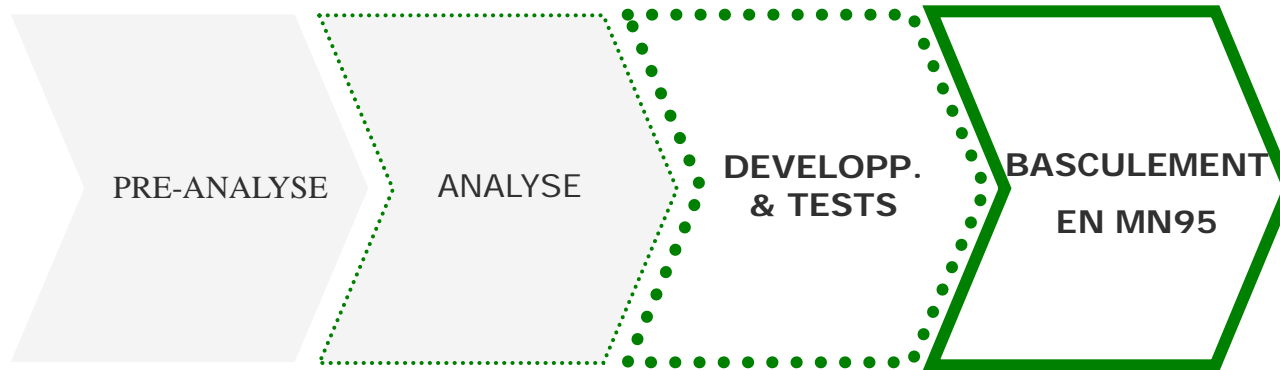 PRE-ANALYSE
ANALYSE
DEVELOPP.
& TESTS
BASCULEMENT
EN MN95